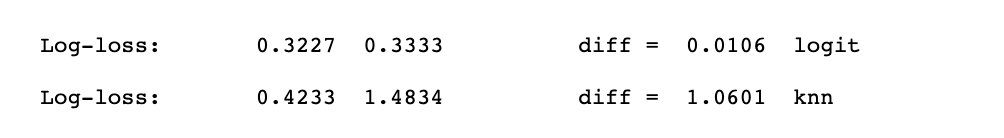 Log-loss: 0.3227 0.3333 diff = 0.0106 logit
Log-loss: 0.4233 1.4834 diff = 1.0601 knn